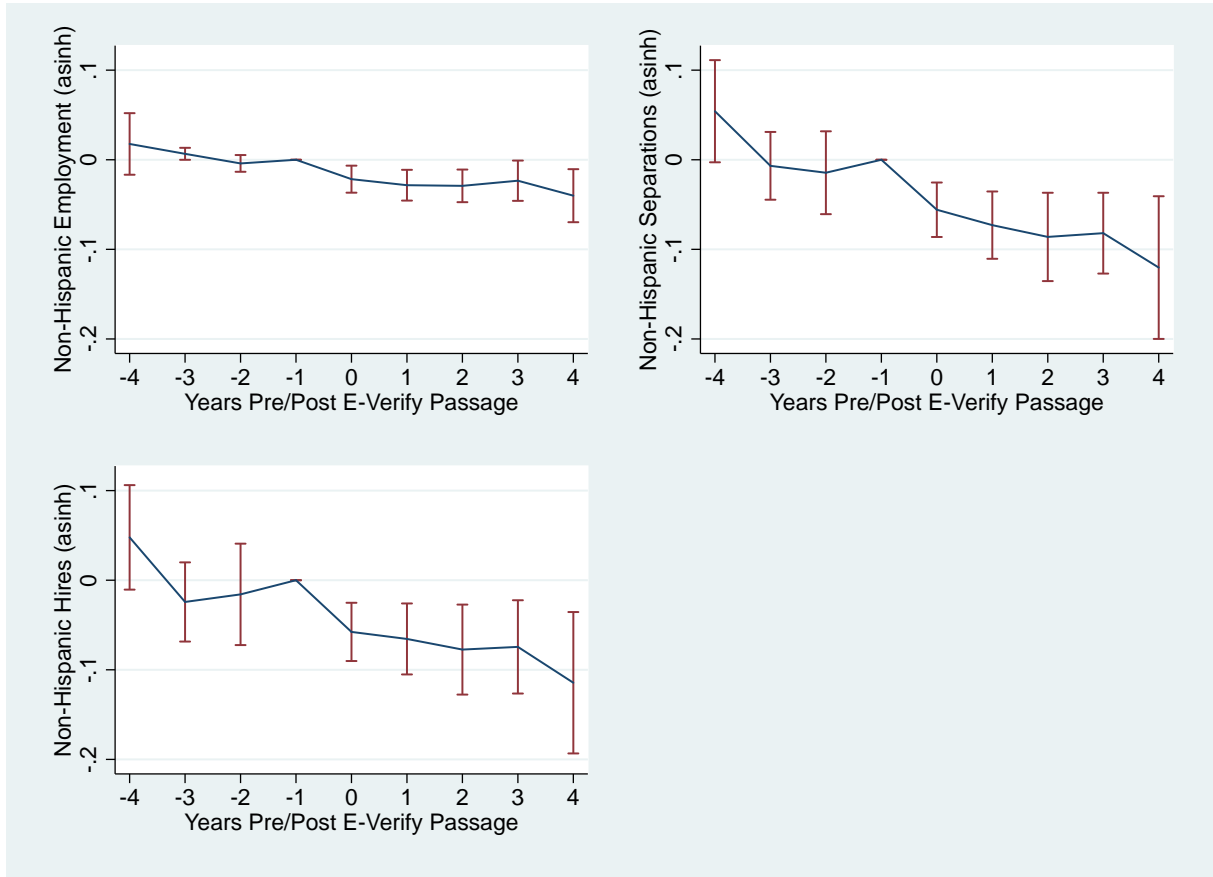 Non-Hispanic Employment (asinh)
.1
0
-.1
-.2
-4 -3 -2 -1 0 1 2 3 4
Years Pre/Post E-Verify Passage
Non-Hispanic Separations (asinh)
.1
0
-.1
-.2
-4 -3 -2 -1 0 1 2 3 4
Years Pre/Post E-Verify Passage
Non-Hispanic Hires (asinh)
.1
0
-.1
-.2
-4 -3 -2 -1 0 1 2 3 4
Years Pre/Post E-Verify Passage